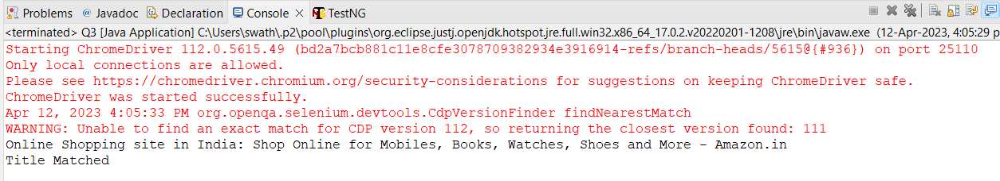 Problems @ Javadoc Declaration Console × TestNG
<terminated> Q3 [Java Application] C:\Users\swath\.p2\pool\plugins\org.eclipse.justj.openjdk.hotspot.jre.full.win32.x86_64_17.0.2.v20220201-1208\jre\bin\javaw.exe (12-Apr-2023, 4:05:29 p
Starting ChromeDriver 112.0.5615.49 (bd2a7bcb881c11e8cfe3078709382934e3916914-refs/branch-heads/5615@{#936}) on port 25110
Only local connections are allowed.
Please see https://chromedriver.chromium.org/security-considerations for suggestions on keeping ChromeDriver safe.
ChromeDriver was started successfully.
Apr 12, 2023 4:05:33 PM org.openqa.selenium.devtools.CdpVersionFinder findNearestMatch
WARNING: Unable to find an exact match for CDP version 112, so returning the closest version found: 111
Online Shopping site in India: Shop Online for Mobiles, Books, Watches, Shoes and More - Amazon.in
Title Matched